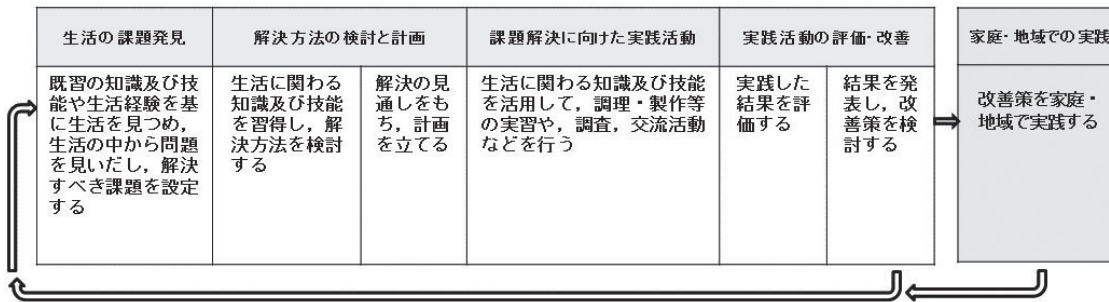 生活の課題発見
解決方法の検討と計画
課題解決に向けた実践活動
実践活動の評価・改善
家庭・地域での実践
既習の知識及び技
能や生活経験を基
に生活を見つめ，
生活の中から問題
を見いだし，解決
すべき課題を設定
する
生活に関わる
知識及び技能
を習得し，解
決方法を検討
する
解決の見
通しをも
ち，計画
を立てる
生活に関わる知識及び技能
を活用して，調理・製作等
の実習や，調査，交流活動
などを行う
実践した
結果を評
価する
結果を発
表し，改
善策を検
討する
改善策を家庭・
地域で実践する